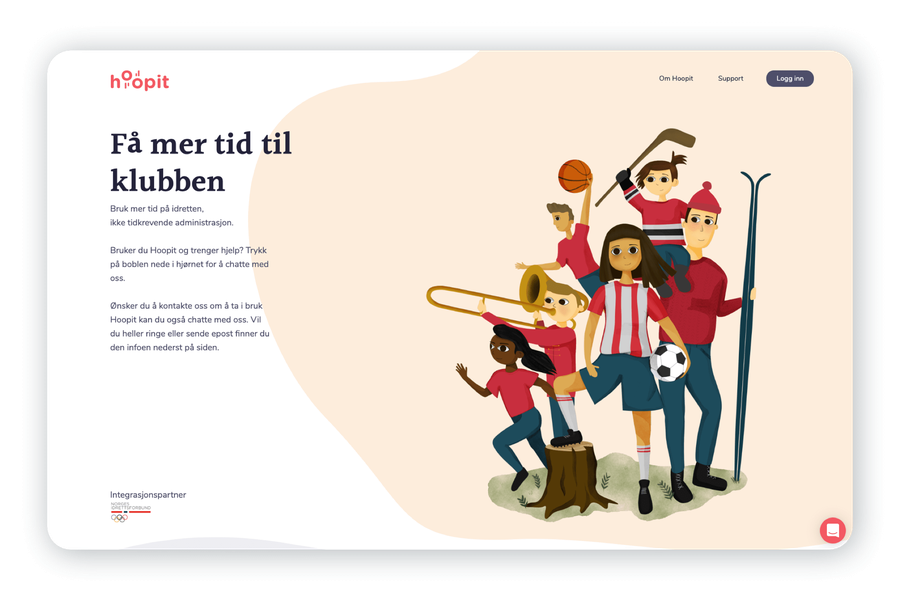 hoopit
Om Hoopit
Support
Logg inn
Få mer tid til
klubben
Bruk mer tid på idretten,
ikke tidkrevende administrasjon.
Bruker du Hoopit og trenger hjelp? Trykk
på boblen nede i hjørnet for å chatte med
oss.
Ønsker du å kontakte oss om å ta i bruk
Hoopit kan du også chatte med oss. Vil
du heller ringe eller sende epost finner du
den infoen nederst på siden.
Integrasjonspartner
NORGES
IDRETTSFORBUND